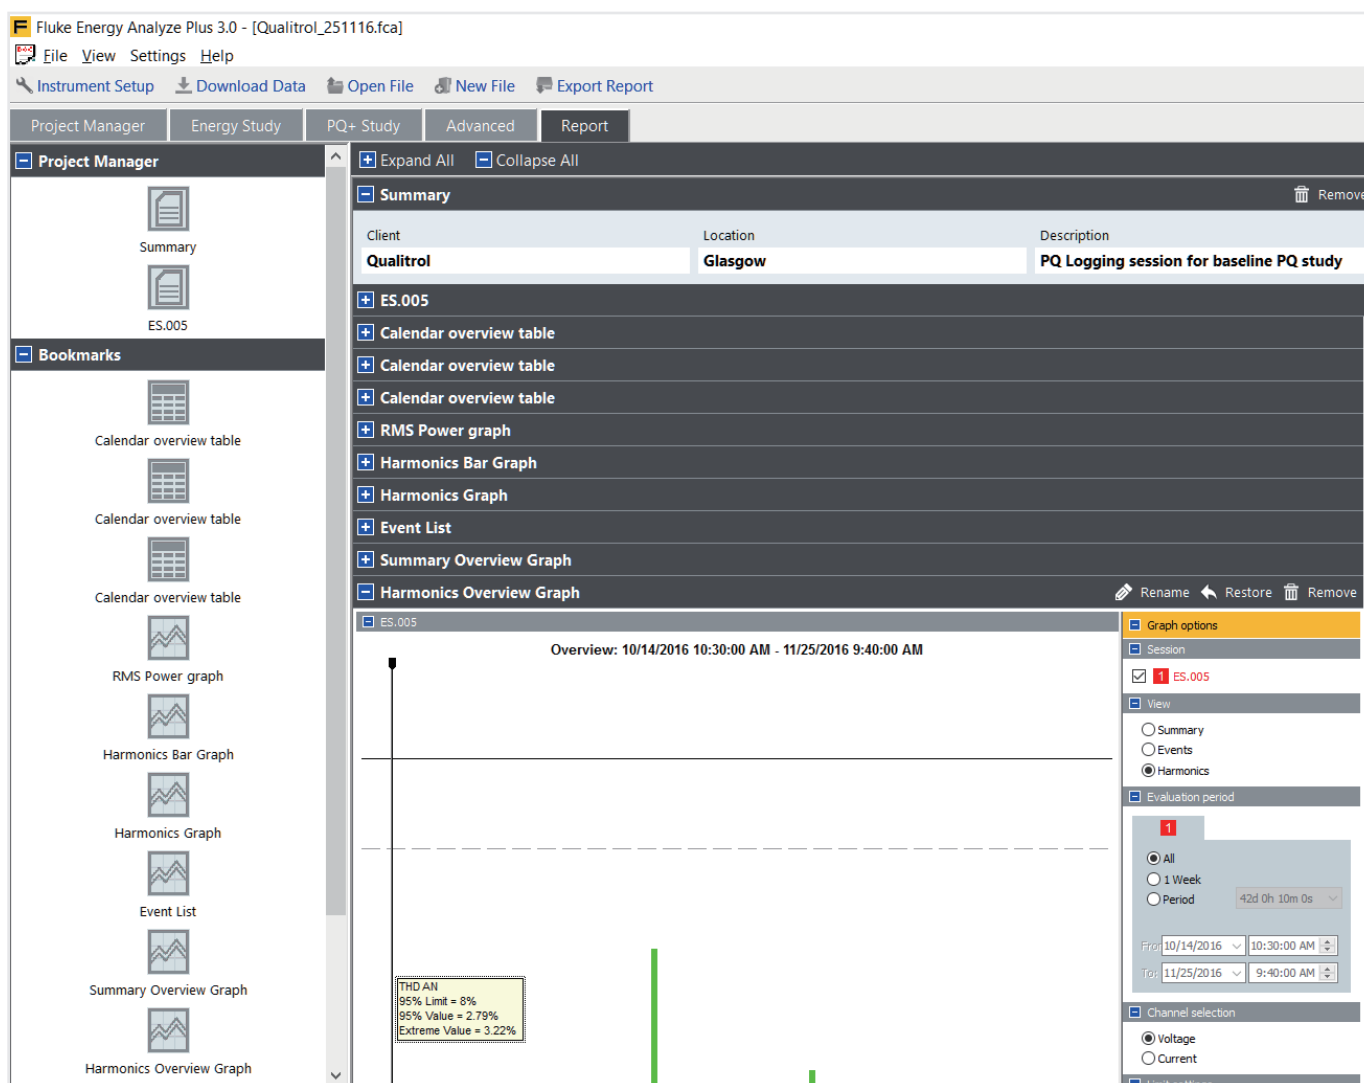 Fluke Energy Analyze Plus 3.0 - [Qualitrol_251116.fca]
File View Settings Help
Instrument Setup Download Data Open File New File Export Report
Project Manager Energy Study PQ+ Study Advanced Report
Project Manager
Summary
ES.005
Bookmarks
Calendar overview table
Calendar overview table
Calendar overview table
RMS Power graph
Harmonics Bar Graph
Harmonics Graph
Event List
Summary Overview Graph
Harmonics Overview Graph
Expand All Collapse All
Summary Remove
Client Location Description
Qualitrol Glasgow PQ Logging session for baseline PQ study
ES.005
Calendar overview table
Calendar overview table
Calendar overview table
RMS Power graph
Harmonics Bar Graph
Harmonics Graph
Event List
Summary Overview Graph
Harmonics Overview Graph Rename Restore Remove
ES.005
Overview: 10/14/2016 10:30:00 AM - 11/25/2016 9:40:00 AM
THD AN
95% Limit = 8%
95% Value = 2.79%
Extreme Value = 3.22%
Graph options
Session
1 ES.005
View
Summary
Events
Harmonics
Evaluation period
1
All
1 Week
Period 42d 0h 10m 0s
10/14/2016 10:30:00 AM
To: 11/25/2016 9:40:00 AM
Channel selection
Voltage
Current